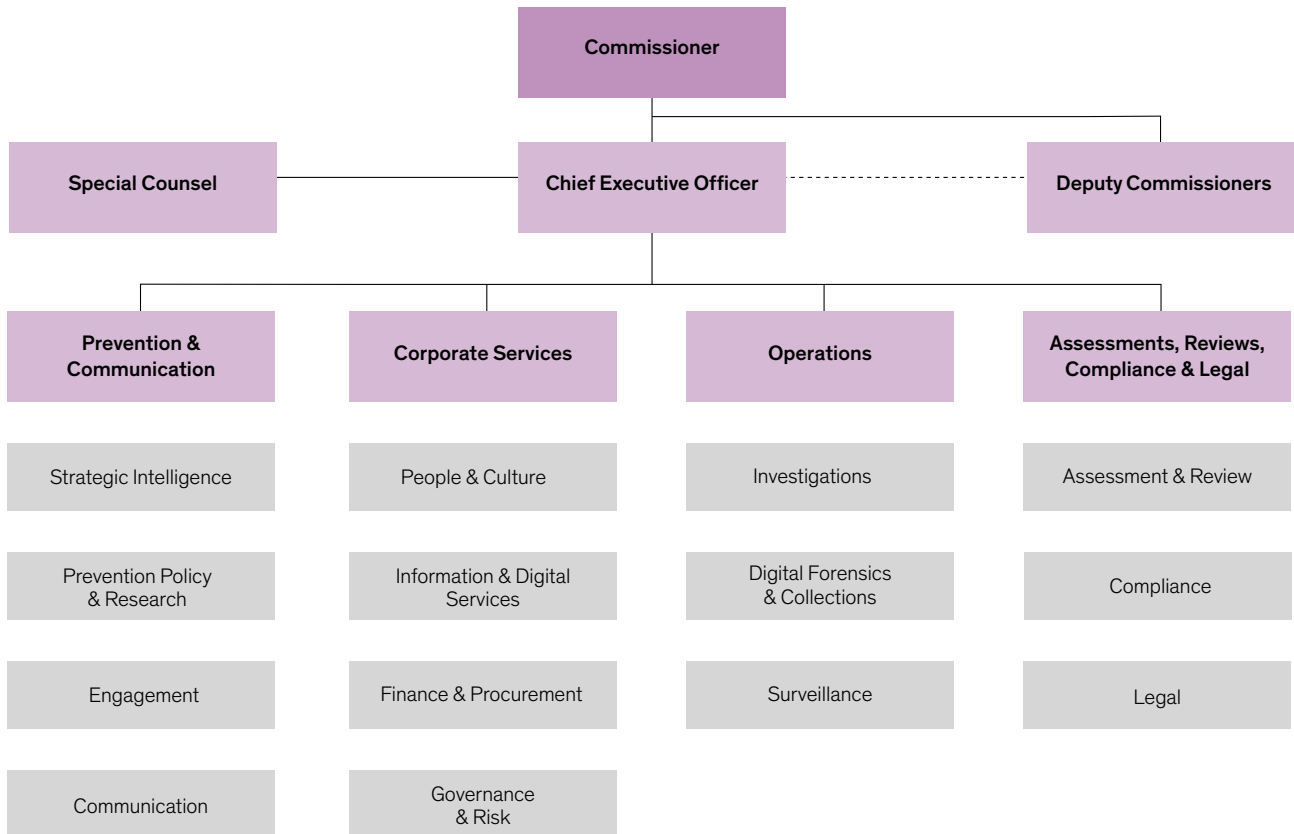 Commissioner
Special Counsel
Chief Executive Officer
Deputy Commissioners
Prevention &
Communication
Corporate Services
Operations
Assessments, Reviews,
Compliance & Legal
Strategic Intelligence
People & Culture
Investigations
Assessment & Review
Prevention Policy
& Research
Information & Digital
Services
Digital Forensics
& Collections
Compliance
Engagement
Finance & Procurement
Surveillance
Legal
Communication
Governance
& Risk